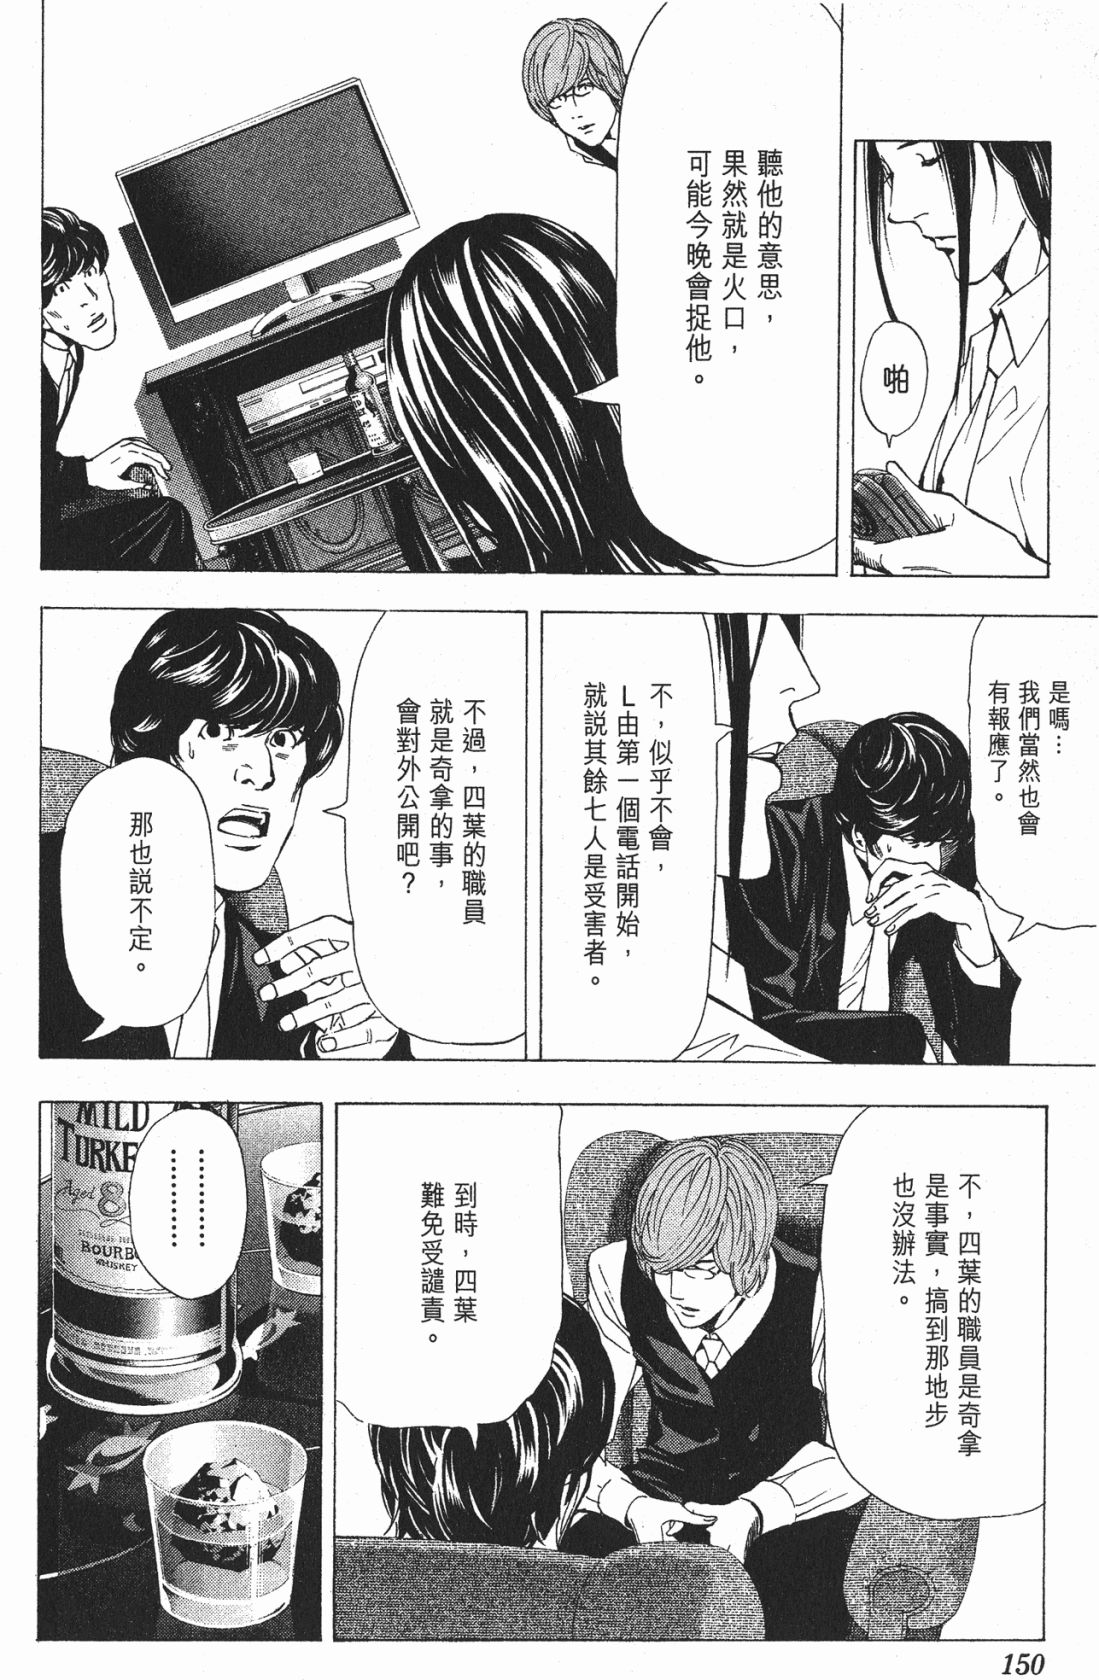 啪
聽他的意思，
果然就是火口，
可能今晚會捉他。
是嗎…
我們當然也會
有報應了。
不，似乎不會，
L由第一個電話開始，
就説其餘七人是受害者。
不過，四葉的職員
就是奇拿的事，
會對外公開吧？
那也説不定。
不，四葉的職員是奇拿
是事實，搞到那地步
也沒辦法。
到時，四葉
難免受譴責。
…………
MILD
TURKE
Aged 8
BOURB
WHISKEY
150